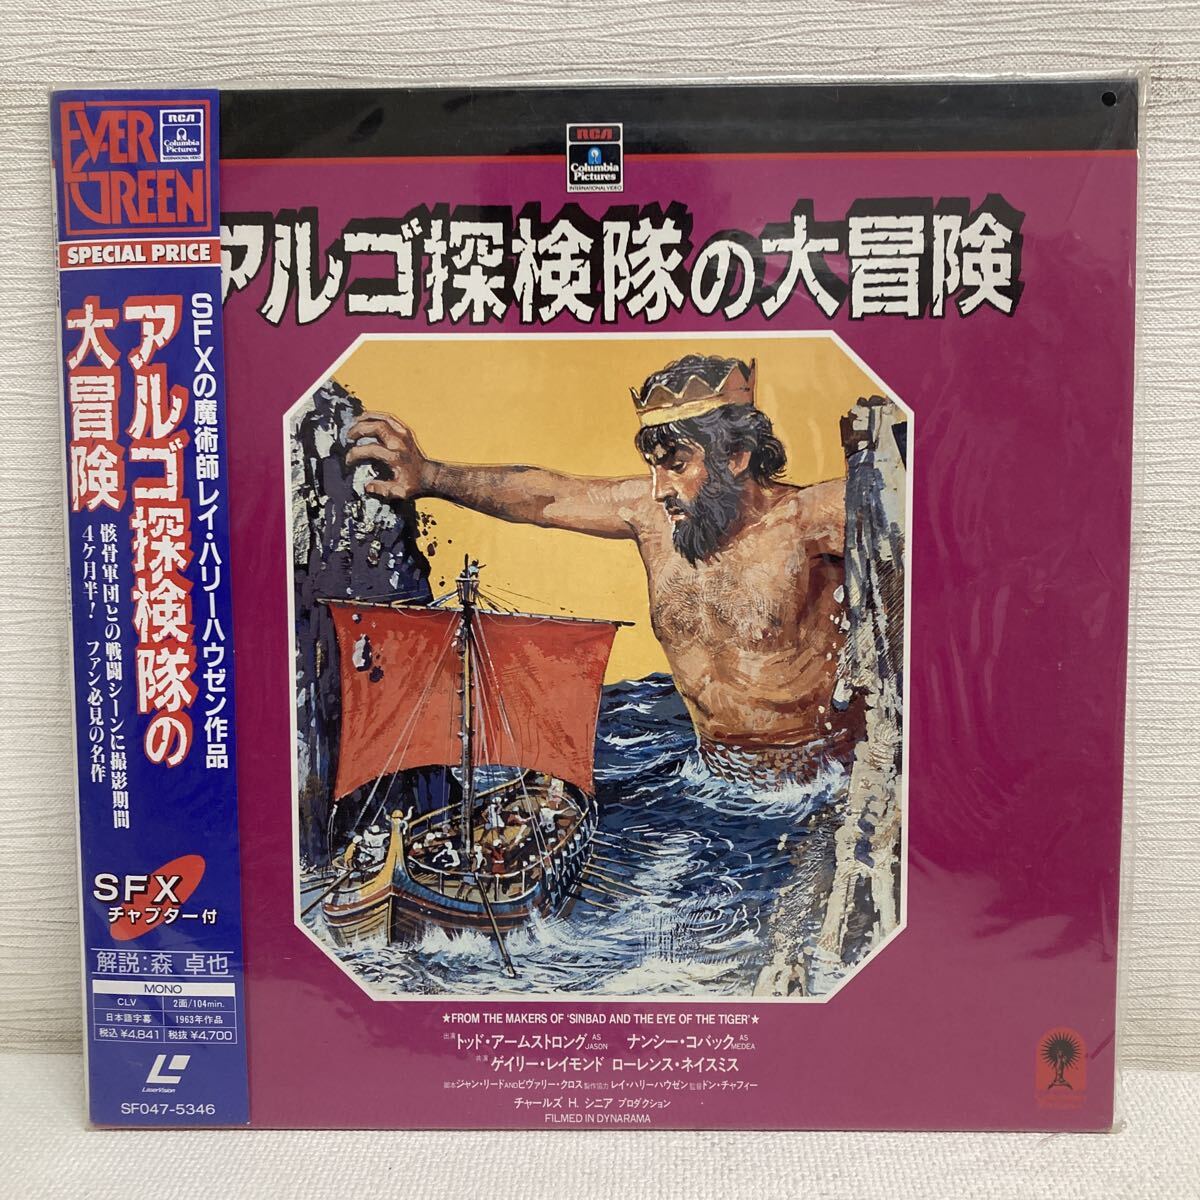 EVER GREEN
RCA
Columbia
Pictures
INTERNATIONAL VIDEO
SPECIAL PRICE
SFXの魔術師レイ・ハリーハウゼン作品
アルゴ探検隊の
大冒険
骸骨軍団との戦闘シーンに撮影期間
4ケ月半! ファン必見の名作
SFX
チャプター付
解説:森 卓也
MONO
CLV 2面/104min.
日本語字幕 1963年作品
税込¥4,841 税抜¥4,700
LaserVision
SF047-5346
RCA
Columbia
Pictures
INTERNATIONAL VIDEO
アルゴ探検隊の大冒険
★FROM THE MAKERS OF 'SINBAD AND THE EYE OF THE TIGER'★
出演 トッド・アームストロング AS JASON ナンシー・コバック AS MEDEA
共演 ゲイリー・レイモンド ローレンス・ネイスミス
脚本 ジャン・リードANDビヴァリー・クロス 製作協力 レイ・ハリーハウゼン 監督 ドン・チャフィー
チャールズ H. シニア プロダクション
FILMED IN DYNARAMA